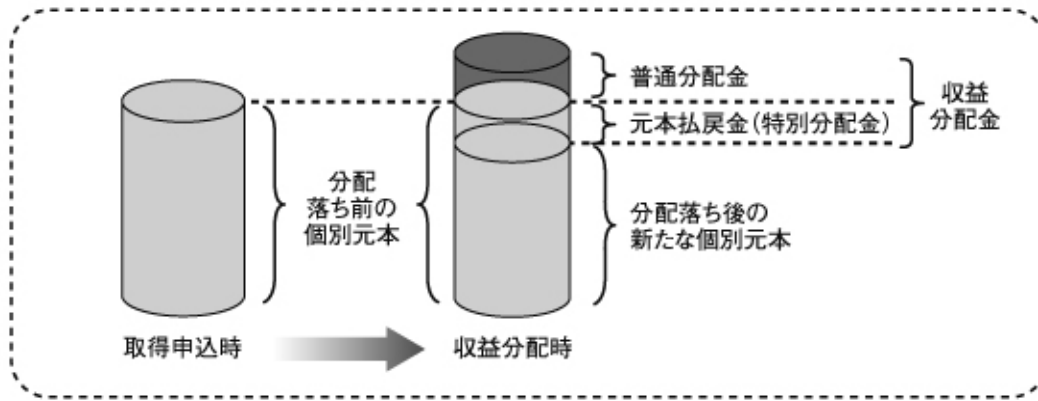 普通分配金
収益
分配金
元本払戻金(特別分配金)
分配
落ち前の
個別元本
分配落ち後の
新たな個別元本
取得申込時
収益分配時